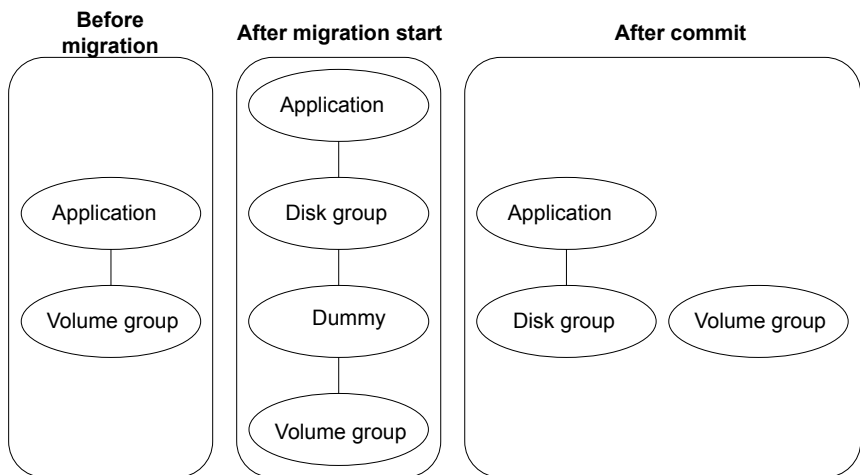 Before
migration
Application
Volume group
After migration start
Application
Disk group
Dummy
Volume group
After commit
Application
Disk group
Volume group